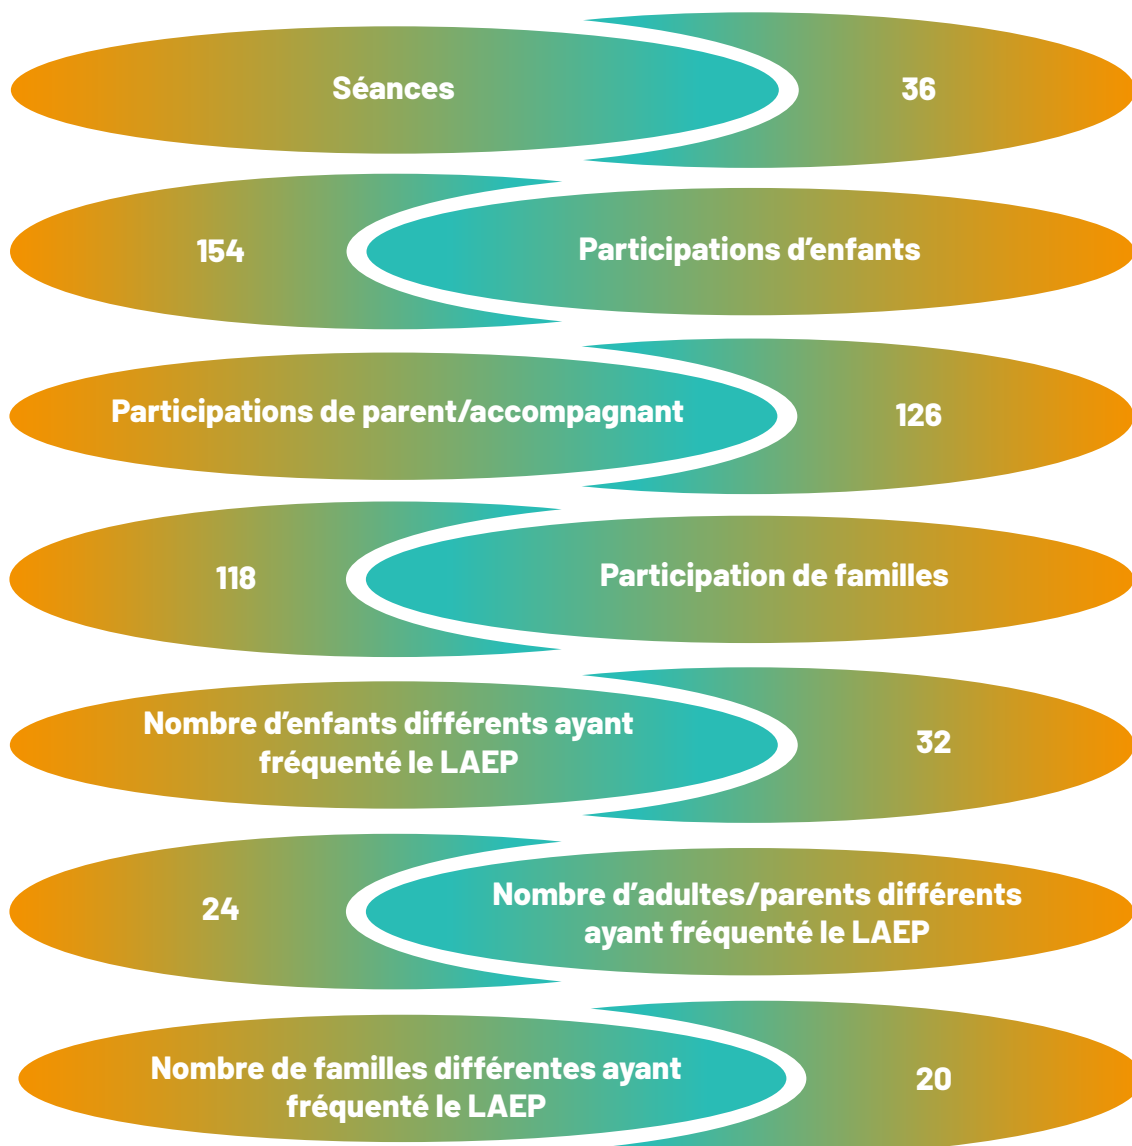 Séances
36
154
Participations d’enfants
Participations de parent/accompagnant
126
118
Participation de familles
Nombre d’enfants différents ayant
fréquenté le LAEP
32
24
Nombre d’adultes/parents différents
ayant fréquenté le LAEP
Nombre de familles différentes ayant
fréquenté le LAEP
20